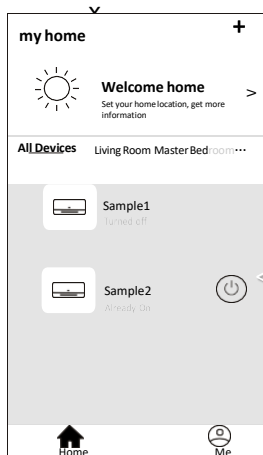 my home +
Welcome home >
Set your home location, get more
information
All Devices Living Room Master Bedroom ···
Sample1
Turned off
Sample2
Already On
Home Me